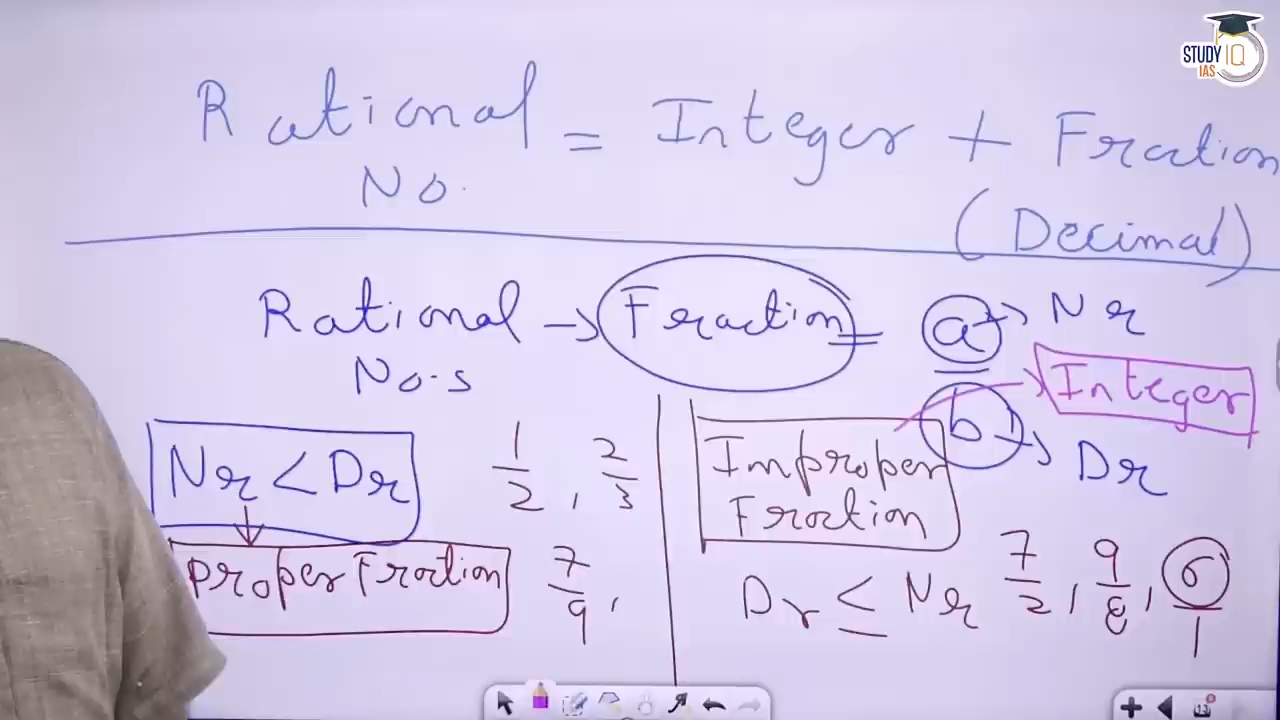 STUDY IQ
IAS
Rational No. = Integer + Fraction
(Decimal)
Rational No.s → Fraction = a/b
a → Nr
b → Dr
Integer
Nr < Dr
1/2, 2/3
Proper Fraction
7/9,
Improper Fraction
Dr ≤ Nr 7/2, 9/8, 6/1